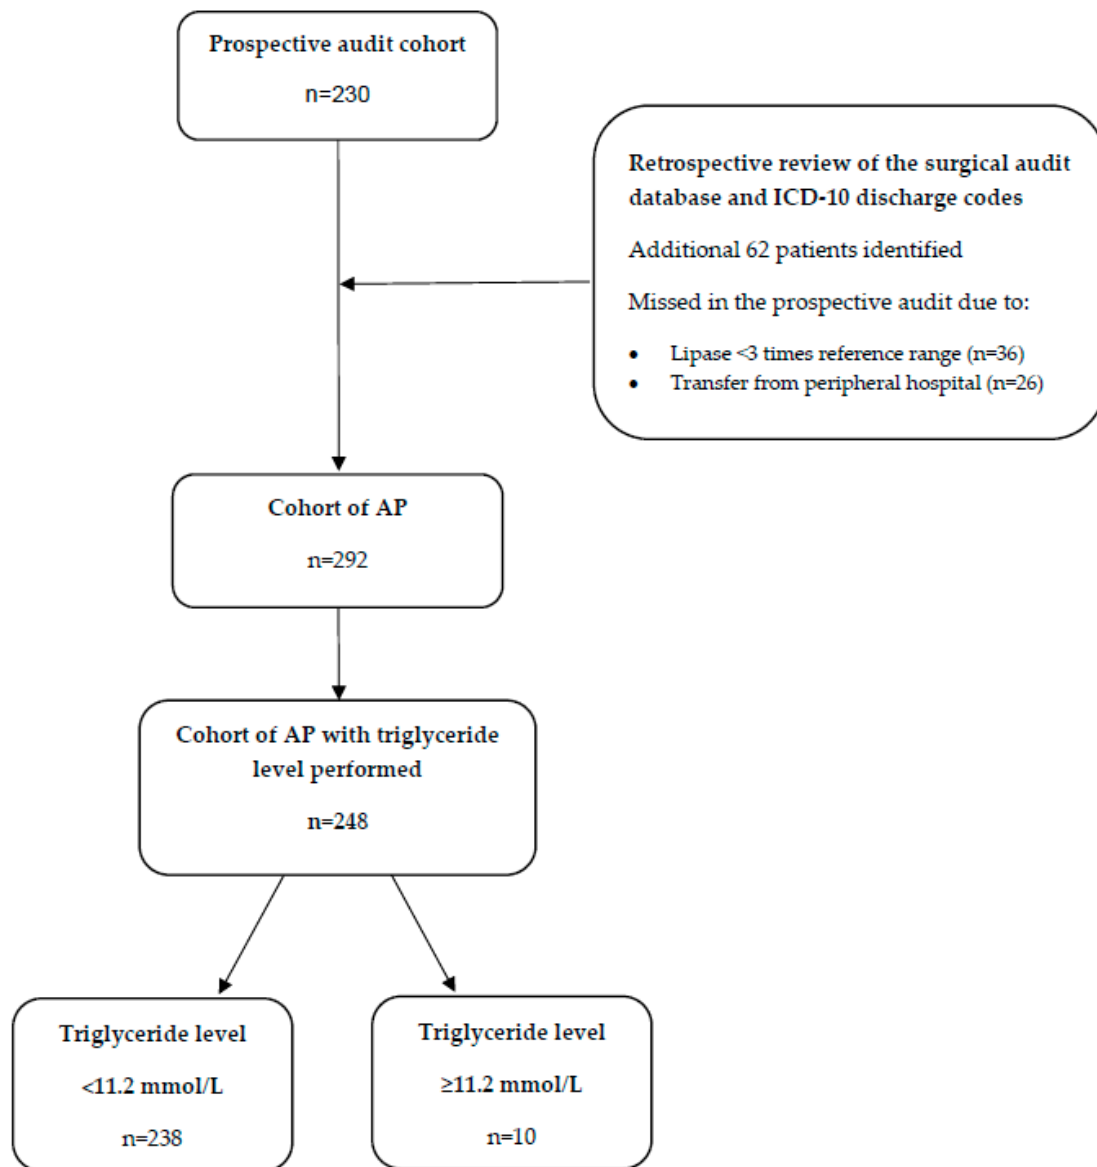 Prospective audit cohort
n=230
Retrospective review of the surgical audit
database and ICD-10 discharge codes
Additional 62 patients identified
Missed in the prospective audit due to:
• Lipase <3 times reference range (n=36)
• Transfer from peripheral hospital (n=26)
Cohort of AP
n=292
Cohort of AP with triglyceride
level performed
n=248
Triglyceride level
<11.2 mmol/L
n=238
Triglyceride level
≥11.2 mmol/L
n=10